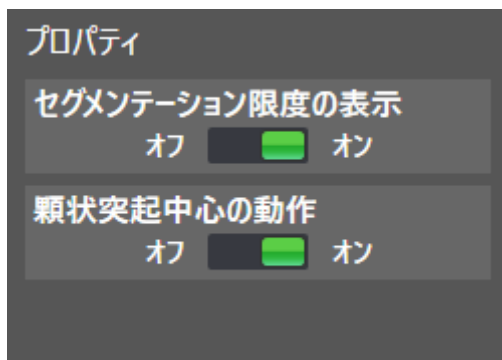 プロパティ
セグメンテーション限度の表示
オフ オン
顆状突起中心の動作
オフ オン